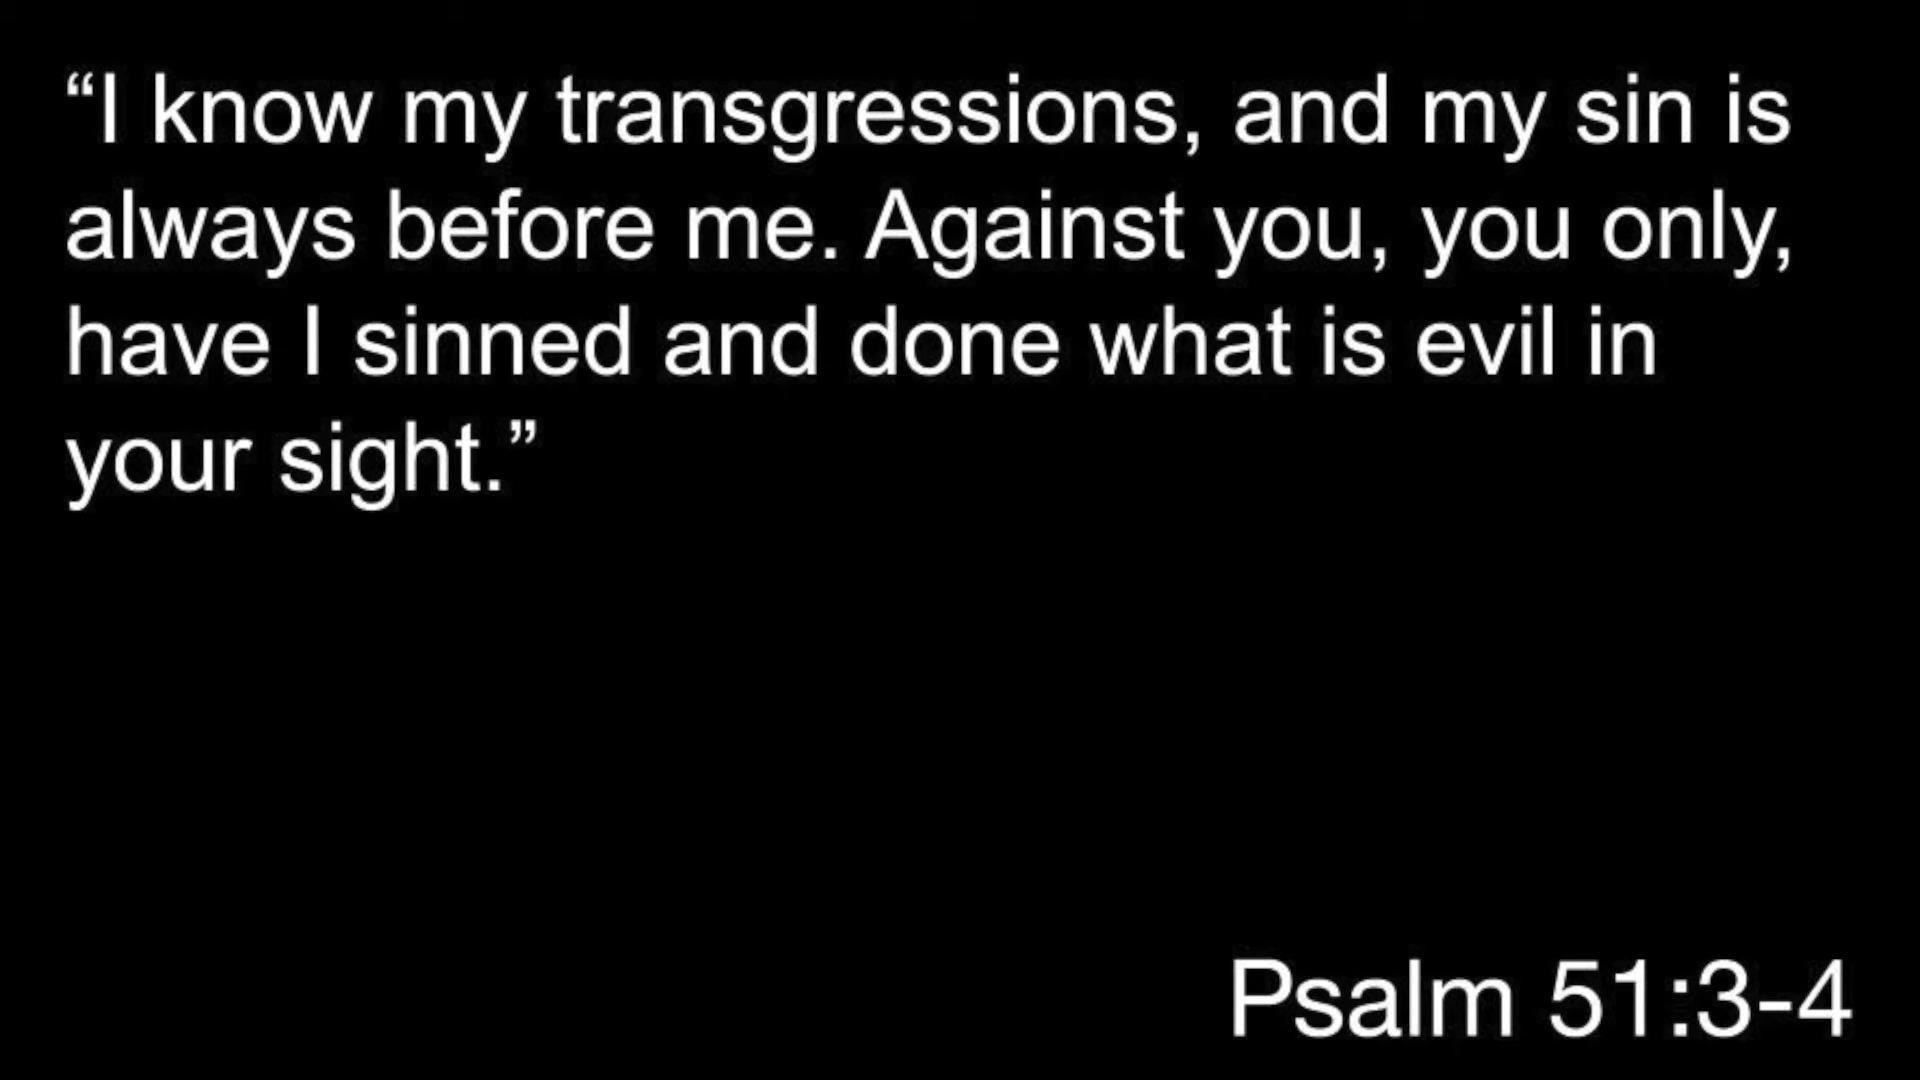 “I know my transgressions, and my sin is
always before me. Against you, you only,
have I sinned and done what is evil in
your sight.”
Psalm 51:3-4